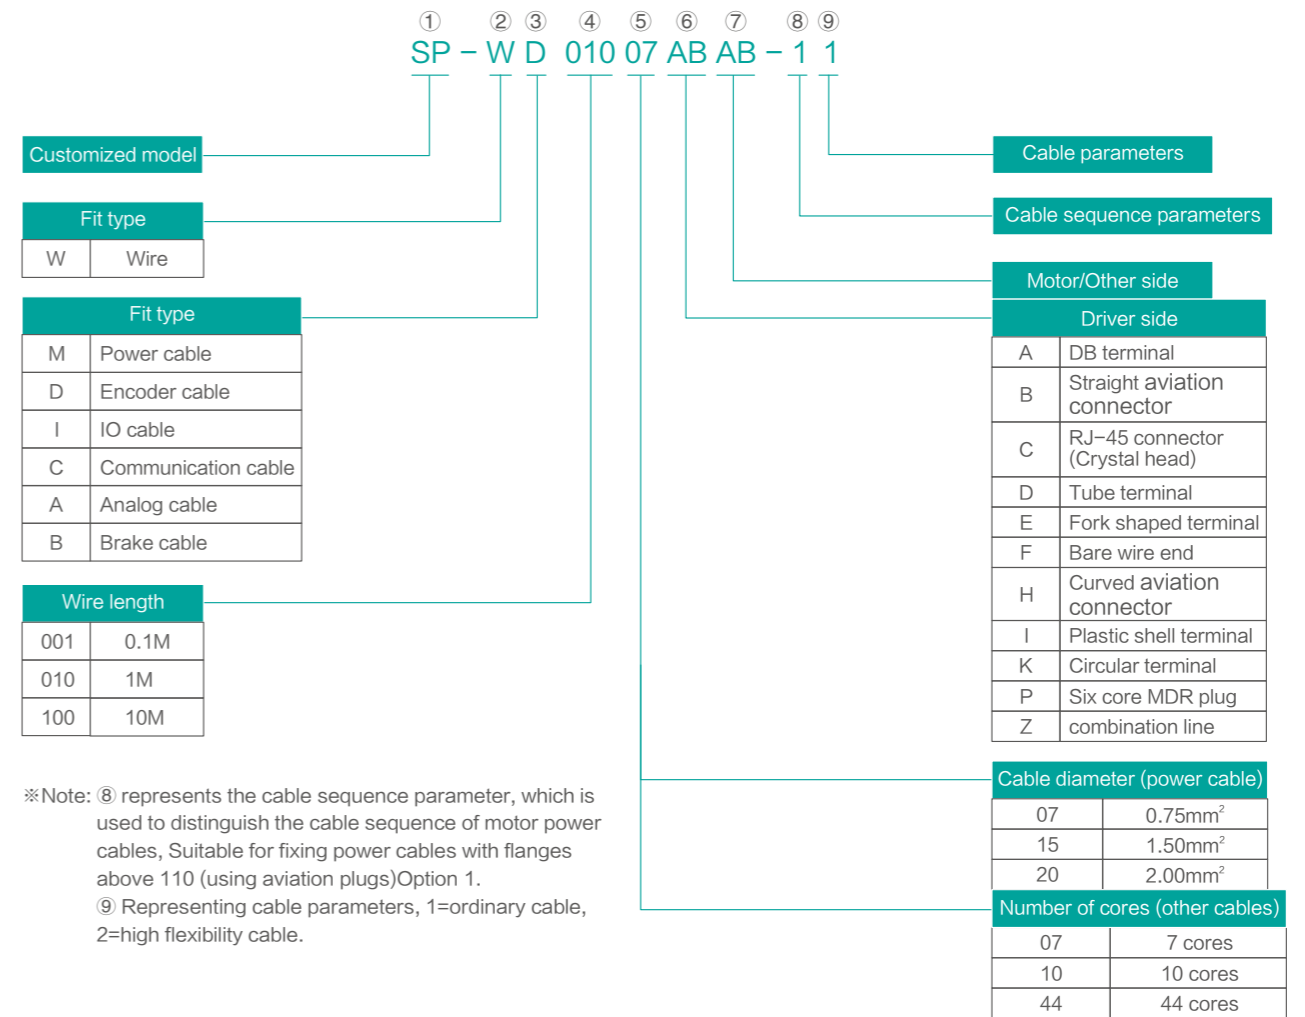 ① ② ③ ④ ⑤ ⑥ ⑦ ⑧ ⑨
SP - W D 010 07 AB AB - 1 1
Customized model
Fit type
W Wire
Fit type
M Power cable
D Encoder cable
I IO cable
C Communication cable
A Analog cable
B Brake cable
Wire length
001 0.1M
010 1M
100 10M
※Note: ⑧ represents the cable sequence parameter, which is
used to distinguish the cable sequence of motor power
cables, Suitable for fixing power cables with flanges
above 110 (using aviation plugs)Option 1.
⑨ Representing cable parameters, 1=ordinary cable,
2=high flexibility cable.
Cable parameters
Cable sequence parameters
Motor/Other side
Driver side
A DB terminal
B Straight aviation
connector
C RJ-45 connector
(Crystal head)
D Tube terminal
E Fork shaped terminal
F Bare wire end
H Curved aviation
connector
I Plastic shell terminal
K Circular terminal
P Six core MDR plug
Z combination line
Cable diameter (power cable)
07 0.75mm²
15 1.50mm²
20 2.00mm²
Number of cores (other cables)
07 7 cores
10 10 cores
44 44 cores